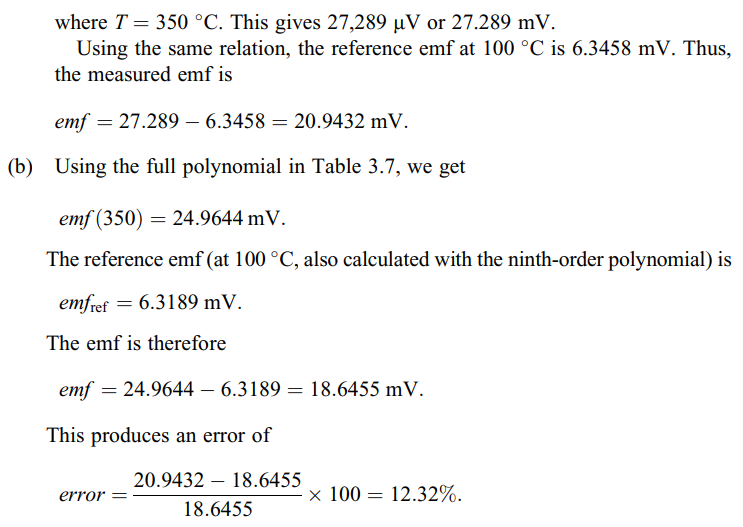 where T = 350 °C. This gives 27,289 μV or 27.289 mV.
Using the same relation, the reference emf at 100 °C is 6.3458 mV. Thus,
the measured emf is
emf = 27.289 − 6.3458 = 20.9432 mV.
(b) Using the full polynomial in Table 3.7, we get
emf(350) = 24.9644 mV.
The reference emf (at 100 °C, also calculated with the ninth-order polynomial) is
emf_ref = 6.3189 mV.
The emf is therefore
emf = 24.9644 − 6.3189 = 18.6455 mV.
This produces an error of
error = (20.9432 − 18.6455) / 18.6455 × 100 = 12.32%.